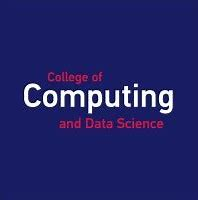 College of
Computing
and Data Science